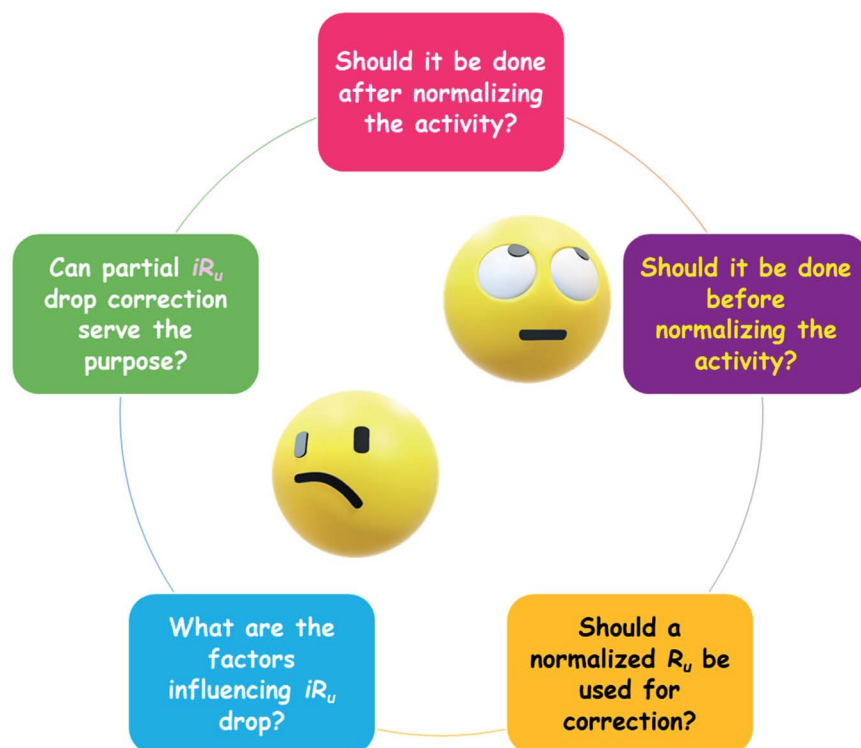 Should it be done
after normalizing
the activity?
Can partial iRu
drop correction
serve the
purpose?
Should it be done
before
normalizing the
activity?
What are the
factors
influencing iRu
drop?
Should a
normalized Ru be
used for
correction?